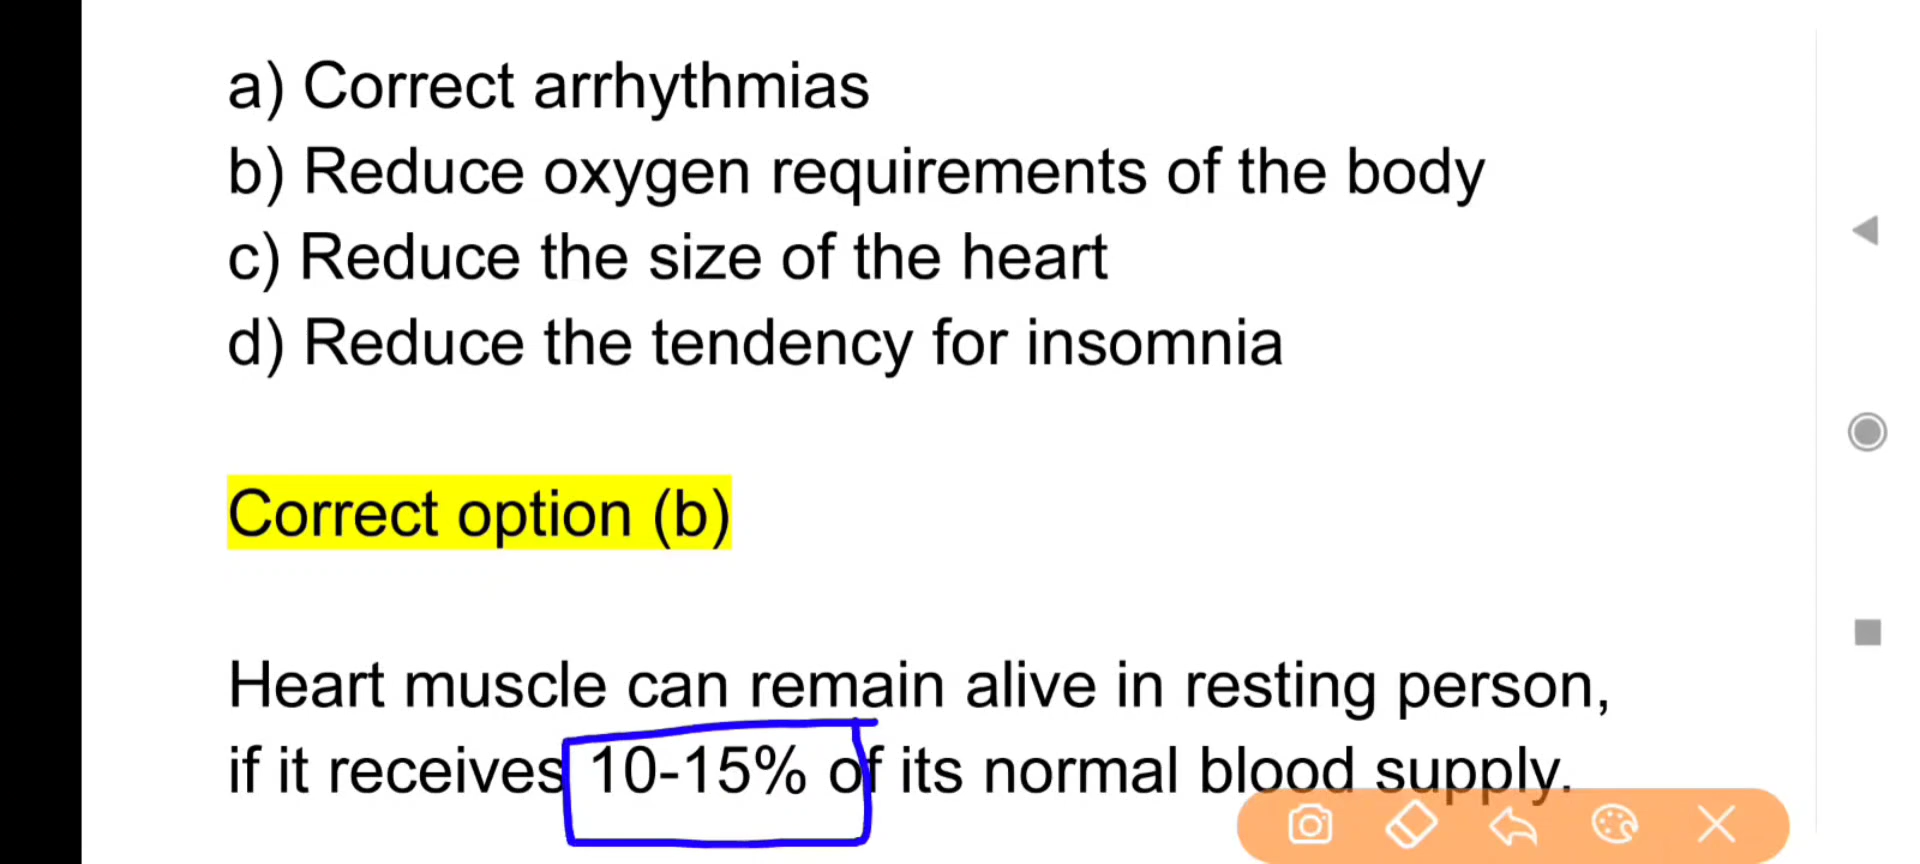 a) Correct arrhythmias
b) Reduce oxygen requirements of the body
c) Reduce the size of the heart
d) Reduce the tendency for insomnia
Correct option (b)
Heart muscle can remain alive in resting person,
if it receives 10-15% of its normal blood supply.